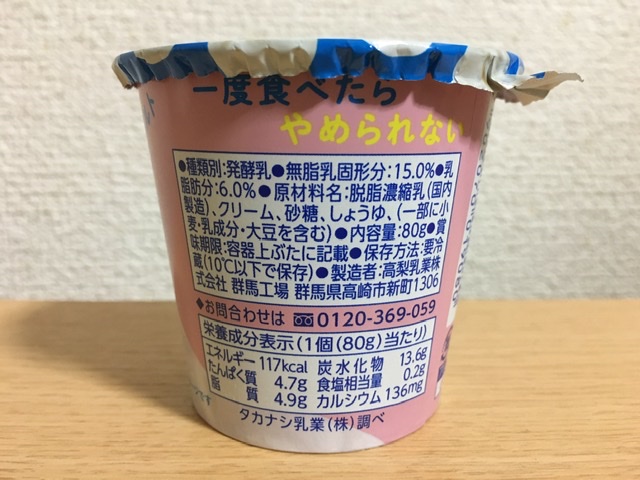 一度食べたら
やめられない
●種類別:発酵乳●無脂乳固形分:15.0%●乳
脂肪分:6.0%●原材料名:脱脂濃縮乳(国内
製造)、クリーム、砂糖、しょうゆ、(一部に小
麦・乳成分・大豆を含む)●内容量:80g●賞
味期限:容器上ぶたに記載●保存方法:要冷
蔵(10℃以下で保存)●製造者:高梨乳業株
式会社 群馬工場 群馬県高崎市新町1306
◆お問合わせは 0120-369-059
栄養成分表示(1個(80g)当たり)
エネルギー 117kcal 炭水化物 13.6g
たんぱく質 4.7g 食塩相当量 0.2g
脂質 4.9g カルシウム 136mg
タカナシ乳業(株)調べ